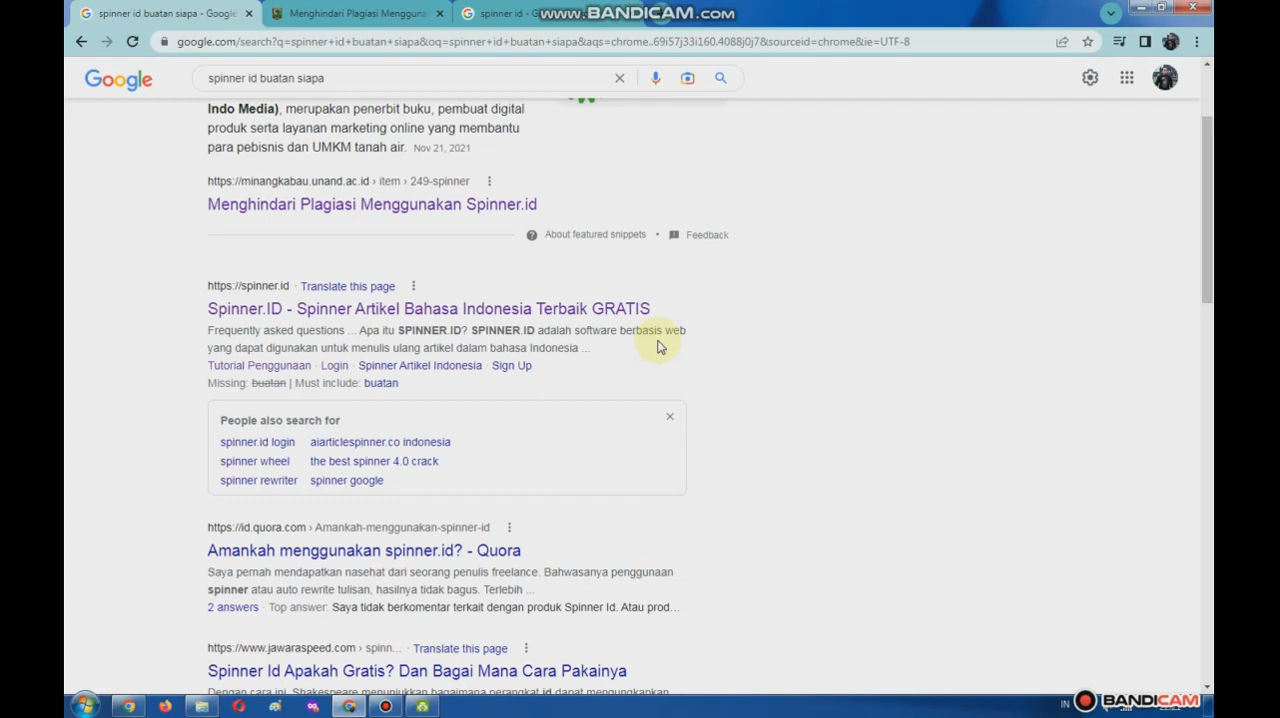 spinner id buatan siapa - Google
Menghindari Plagiasi Mengguna
spinner id - G
www.BANDICAM.com
google.com/search?q=spinner+id+buatan+siapa&oq=spinner+id+buatan+siapa&aqs=chrome..69i57j33i160.4088j0j7&sourceid=chrome&ie=UTF-8
Google
spinner id buatan siapa
Indo Media), merupakan penerbit buku, pembuat digital
produk serta layanan marketing online yang membantu
para pebisnis dan UMKM tanah air. Nov 21, 2021
https://minangkabau.unand.ac.id › item › 249-spinner
Menghindari Plagiasi Menggunakan Spinner.id
About featured snippets • Feedback
https://spinner.id · Translate this page
Spinner.ID - Spinner Artikel Bahasa Indonesia Terbaik GRATIS
Frequently asked questions ... Apa itu SPINNER.ID? SPINNER.ID adalah software berbasis web
yang dapat digunakan untuk menulis ulang artikel dalam bahasa Indonesia ...
Tutorial Penggunaan · Login · Spinner Artikel Indonesia · Sign Up
Missing: buatan | Must include: buatan
People also search for
spinner.id login aiarticlespinner.co indonesia
spinner wheel the best spinner 4.0 crack
spinner rewriter spinner google
https://id.quora.com › Amankah-menggunakan-spinner-id
Amankah menggunakan spinner.id? - Quora
Saya pernah mendapatkan nasehat dari seorang penulis freelance. Bahwasanya penggunaan
spinner atau auto rewrite tulisan, hasilnya tidak bagus. Terlebih ...
2 answers · Top answer: Saya tidak berkomentar terkait dengan produk Spinner Id. Atau prod...
https://www.jawaraspeed.com › spinn... · Translate this page
Spinner Id Apakah Gratis? Dan Bagai Mana Cara Pakainya
Dengan cara ini, Shakespeare menunjukkan bagaimana perangkat id dapat mengungkapkan
IN
BANDICAM